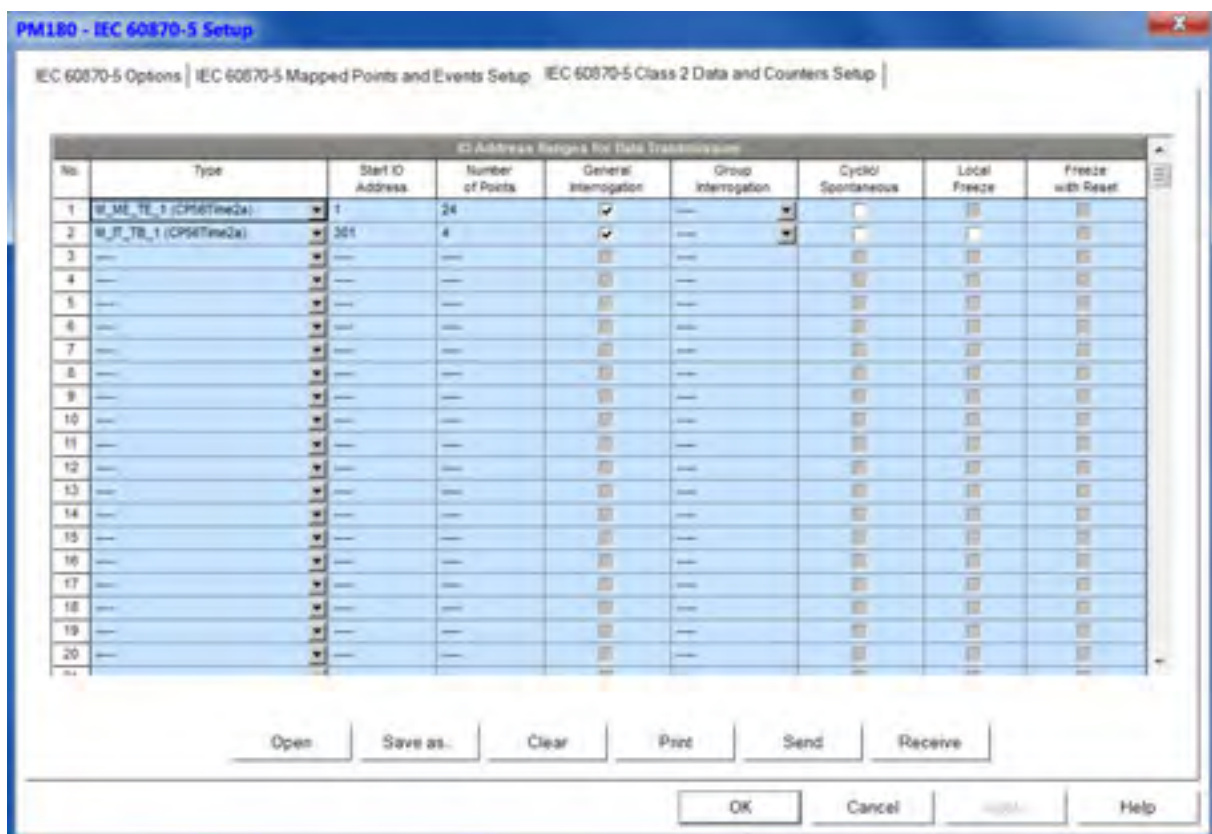 PM180 - IEC 60870-5 Setup
IEC 60870-5 Options IEC 60870-5 Mapped Points and Events Setup IEC 60870-5 Class 2 Data and Counters Setup
IO Address Ranges for Data Transmission
No. Type Start IO Address Number of Points General Interrogation Group Interrogation Cyclic/ Spontaneous Local Freeze Freeze with Reset
1 M_ME_TE_1 (CP56Time2a) 1 24 ----
2 M_IT_TB_1 (CP56Time2a) 301 4 ----
3 ---- ---- ---- ----
4 ---- ---- ---- ----
5 ---- ---- ---- ----
6 ---- ---- ---- ----
7 ---- ---- ---- ----
8 ---- ---- ---- ----
9 ---- ---- ---- ----
10 ---- ---- ---- ----
11 ---- ---- ---- ----
12 ---- ---- ---- ----
13 ---- ---- ---- ----
14 ---- ---- ---- ----
15 ---- ---- ---- ----
16 ---- ---- ---- ----
17 ---- ---- ---- ----
18 ---- ---- ---- ----
19 ---- ---- ---- ----
20 ---- ---- ---- ----
Open Save as.. Clear Print Send Receive
OK Cancel Help